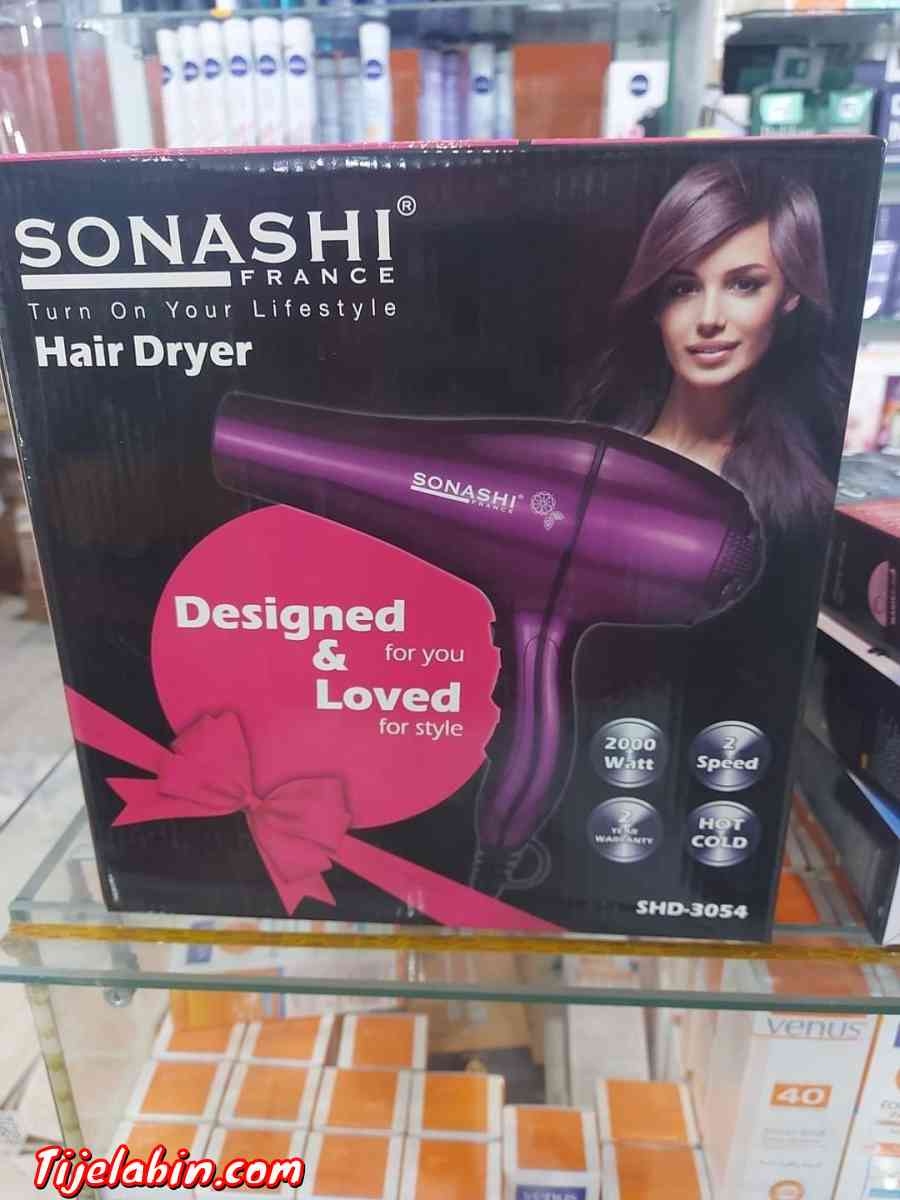 SONASHI®
FRANCE
Turn On Your Lifestyle
Hair Dryer
SONASHI®
FRANCE
Designed
& for you
Loved
for style
2000
Watt
2
Speed
2
YEAR
WARRANTY
HOT
COLD
SHD-3054
venus
40
venus
Tijelabin.com